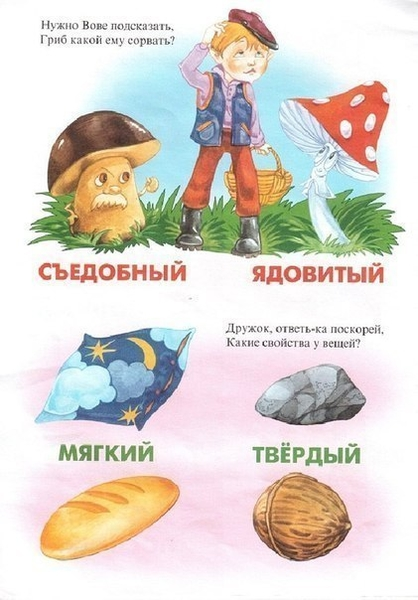 Нужно Вове подсказать,
Гриб какой ему сорвать?
СЪЕДОБНЫЙ ЯДОВИТЫЙ
Дружок, ответь-ка поскорей,
Какие свойства у вещей?
МЯГКИЙ ТВЁРДЫЙ